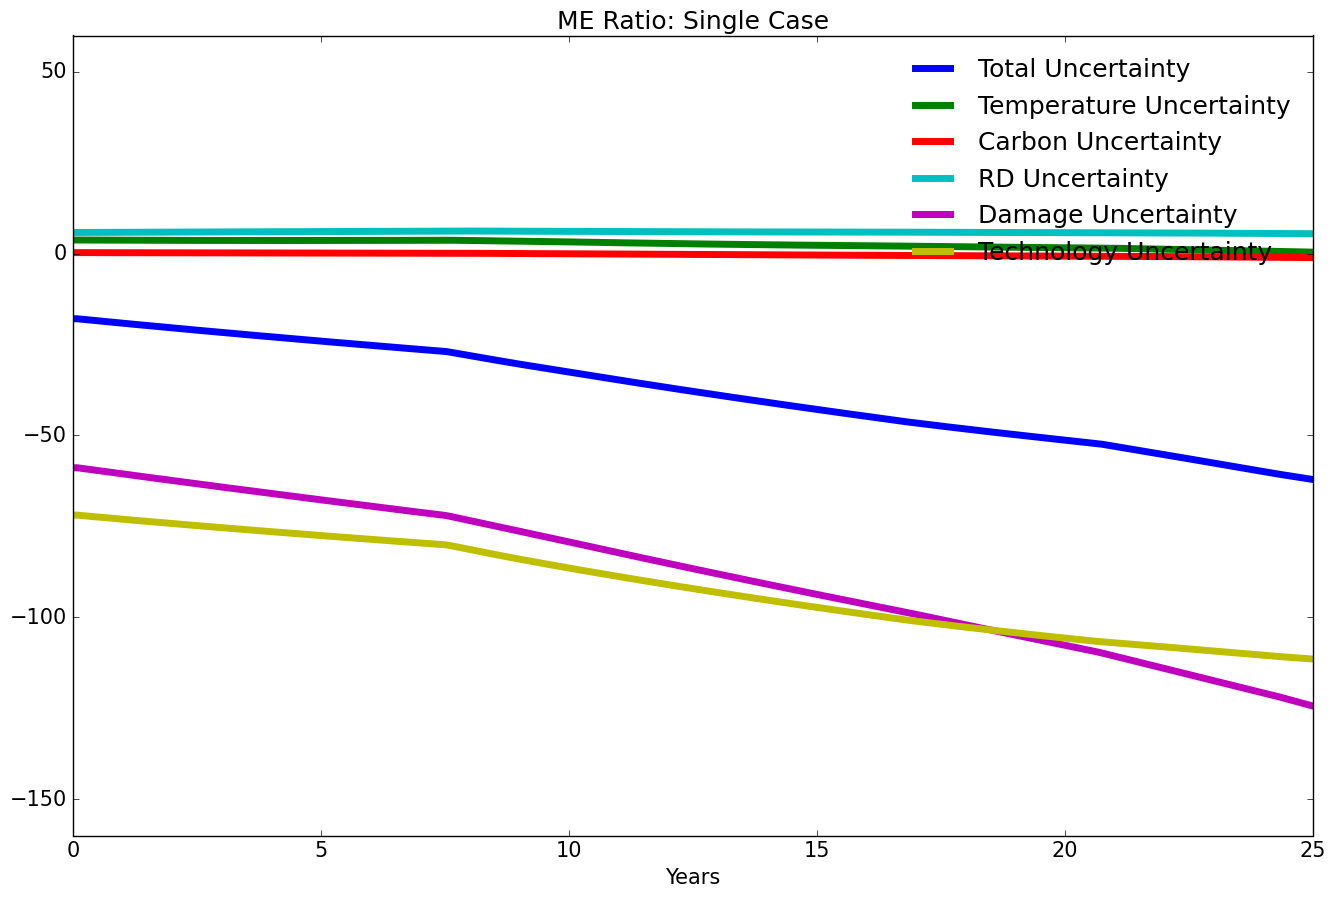 ME Ratio: Single Case
50
0
−50
−100
−150
Total Uncertainty
Temperature Uncertainty
Carbon Uncertainty
RD Uncertainty
Damage Uncertainty
Technology Uncertainty
0 5 10 15 20 25
Years